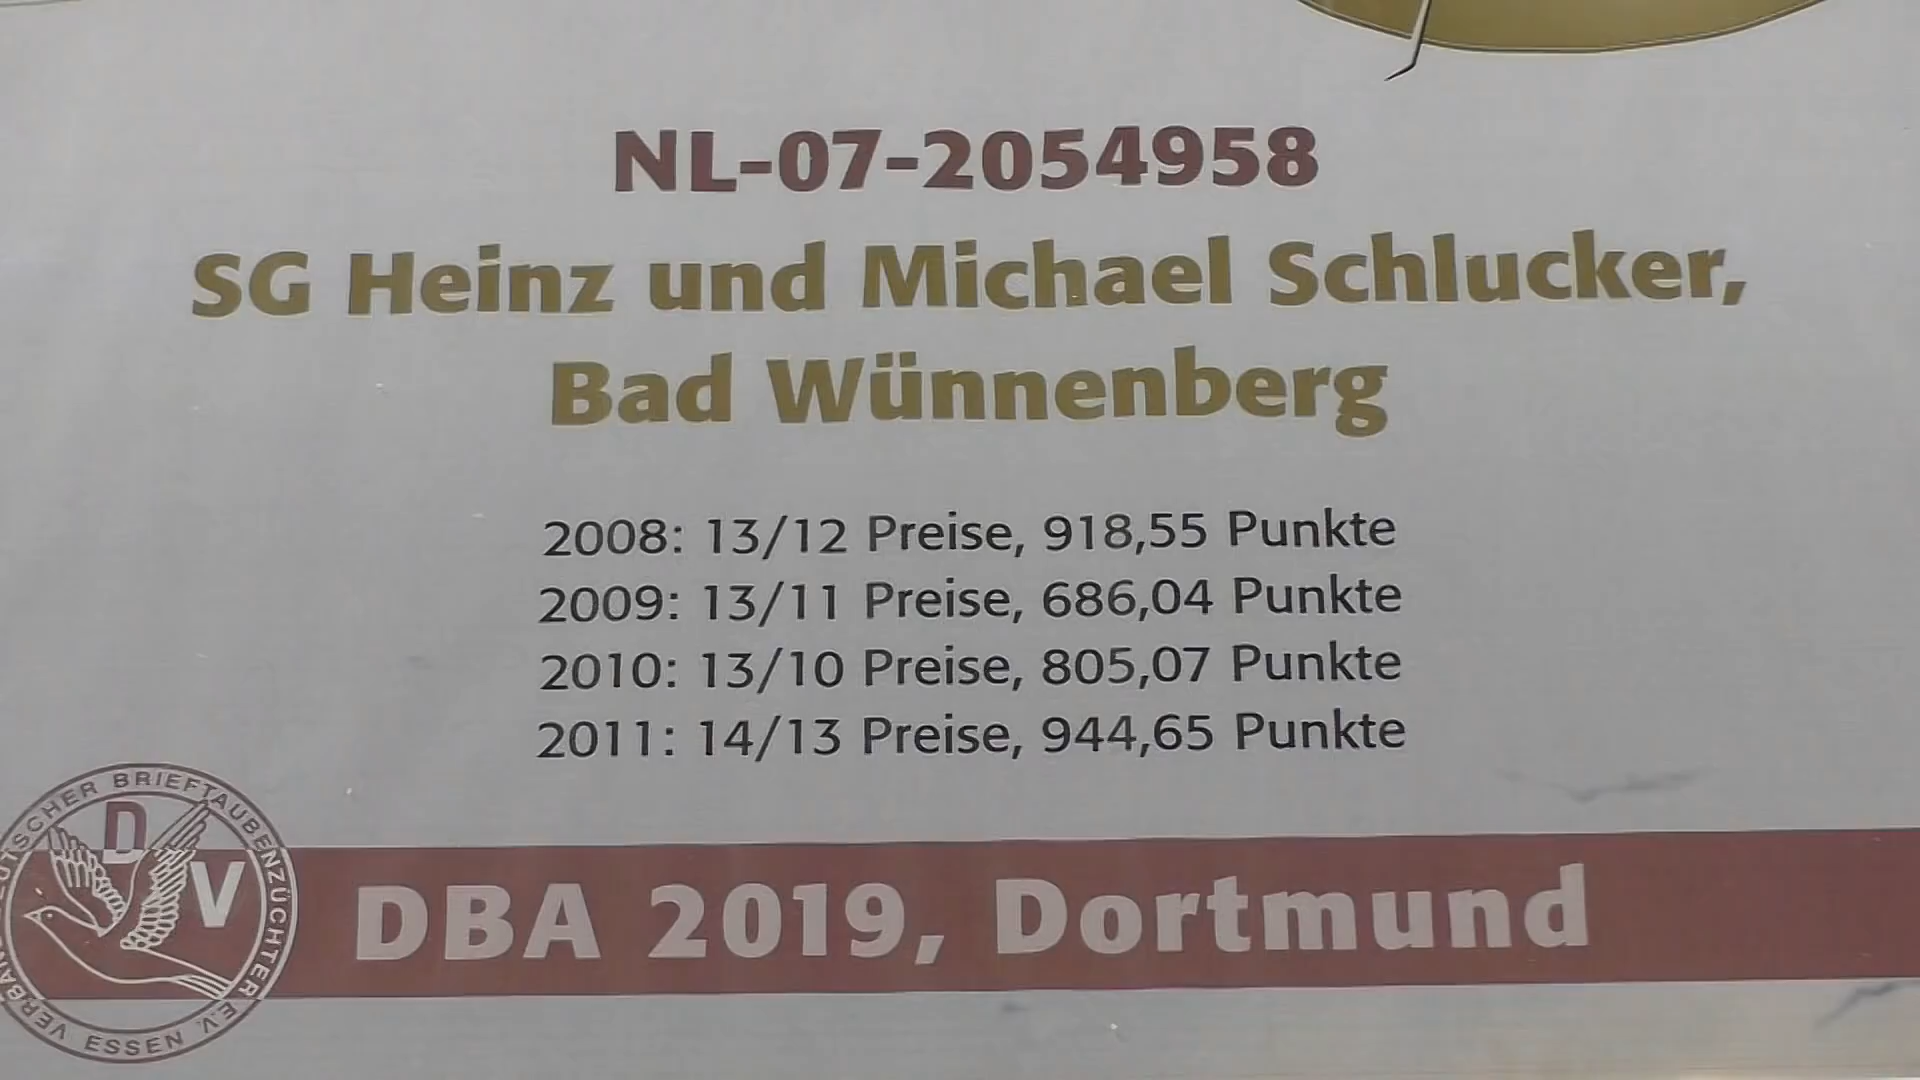 NL-07-2054958
SG Heinz und Michael Schlucker,
Bad Wünnenberg
2008: 13/12 Preise, 918,55 Punkte
2009: 13/11 Preise, 686,04 Punkte
2010: 13/10 Preise, 805,07 Punkte
2011: 14/13 Preise, 944,65 Punkte
BRIEFTAUBENZÜCHTER E.V.
ESSEN
D
V
DBA 2019, Dortmund